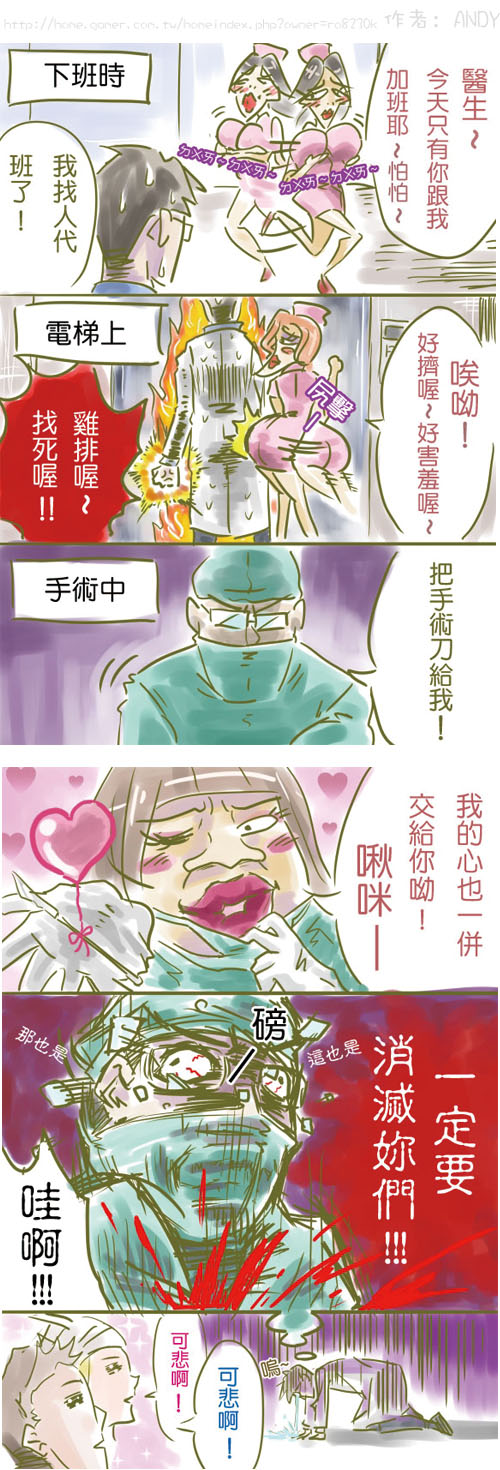 http://home.gamer.com.tw/homeindex.php?owner=ro8230k 作者: ANDY
下班時
醫生~
今天只有你跟我
加班耶~怕怕~
ㄉㄨㄞ~ㄉㄨㄞ~
ㄉㄨㄞ~ㄉㄨㄞ~
我找人代
班了!
電梯上
唉呦!
好擠喔~好害羞喔~
尻擊
雞排喔~
找死喔!!
手術中
把手術刀給我!
我的心也一併
交給你呦!
啾咪—
磅
這也是
那也是
一定要
消滅妳們!!!
哇啊!!!
嗚~
可悲啊!
可悲啊!